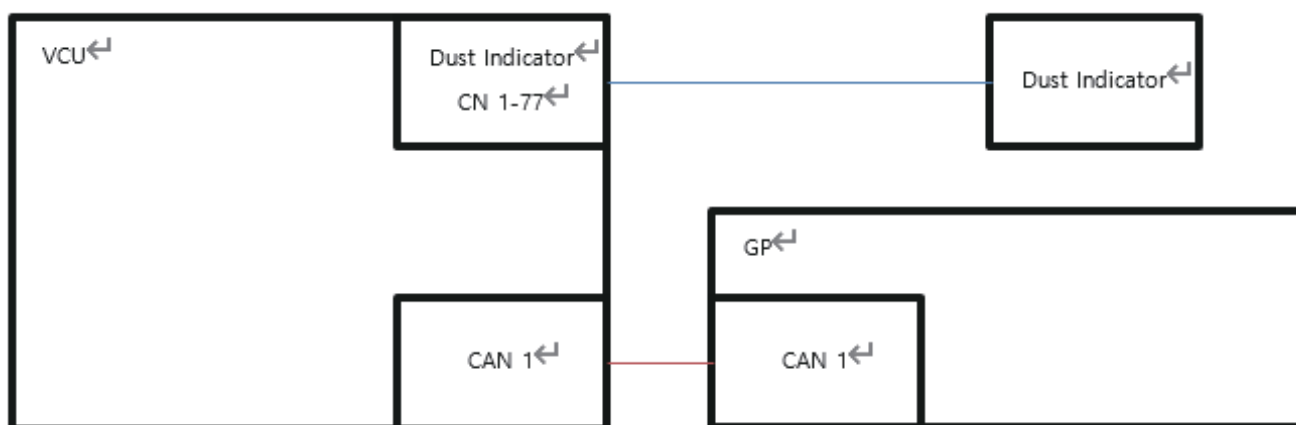 VCU
Dust Indicator
CN 1-77
Dust Indicator
GP
CAN 1
CAN 1